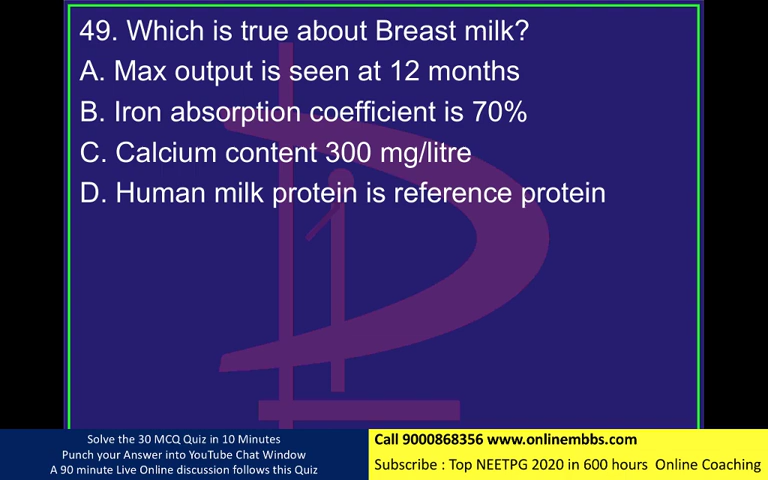 49. Which is true about Breast milk?
A. Max output is seen at 12 months
B. Iron absorption coefficient is 70%
C. Calcium content 300 mg/litre
D. Human milk protein is reference protein
Solve the 30 MCQ Quiz in 10 Minutes
Punch your Answer into YouTube Chat Window
A 90 minute Live Online discussion follows this Quiz
Call 9000868356 www.onlinembbs.com
Subscribe : Top NEETPG 2020 in 600 hours Online Coaching